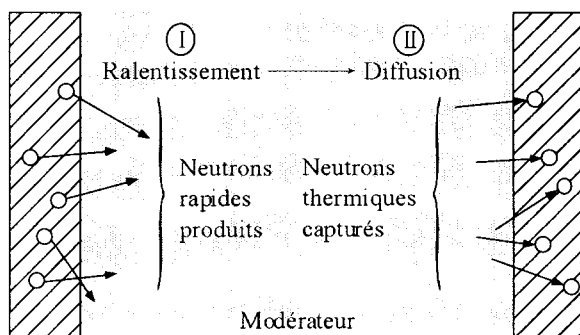 I II
Ralentissement Diffusion
Neutrons Neutrons
rapides thermiques
produits capturés
Modérateur